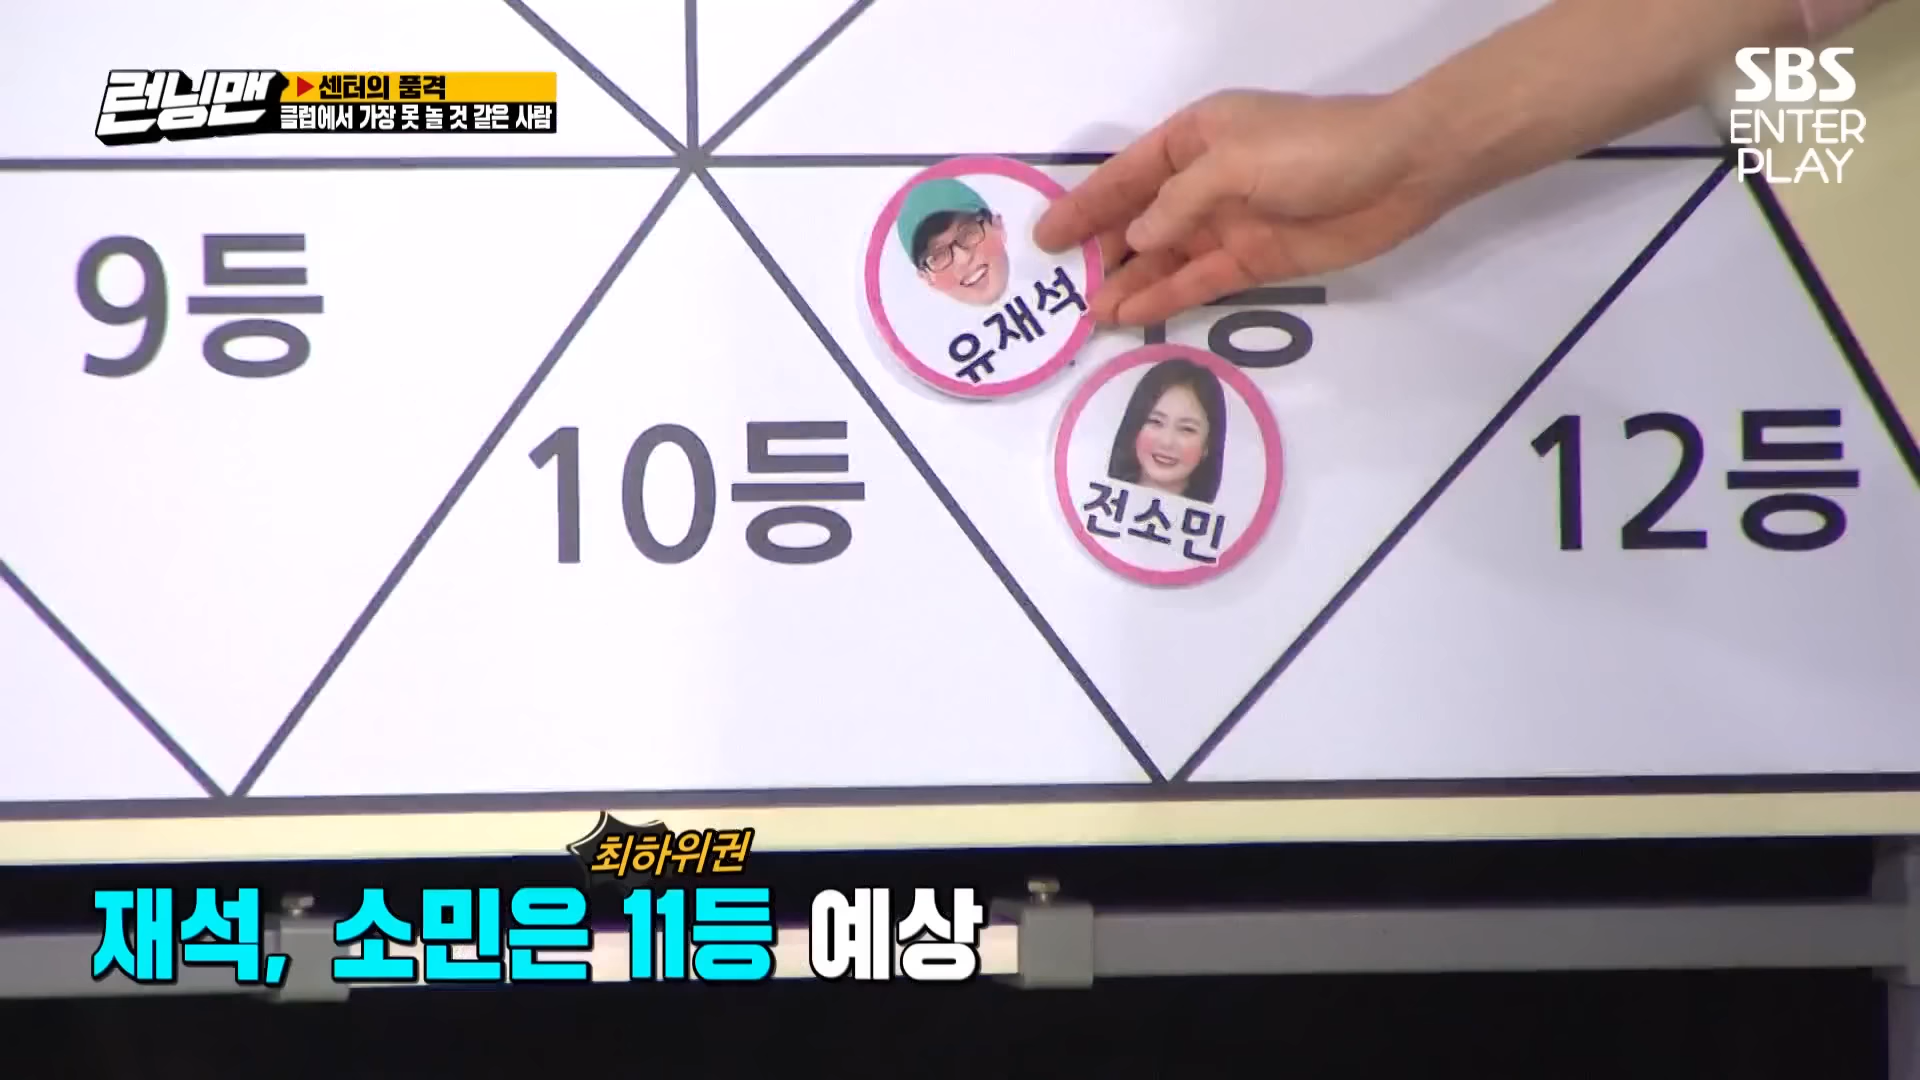 런닝맨
▶센터의 품격
클럽에서 가장 못 놀 것 같은 사람
SBS
ENTER
PLAY
9등
10등
유재석
등
전소민
12등
최하위권
재석, 소민은 11등 예상